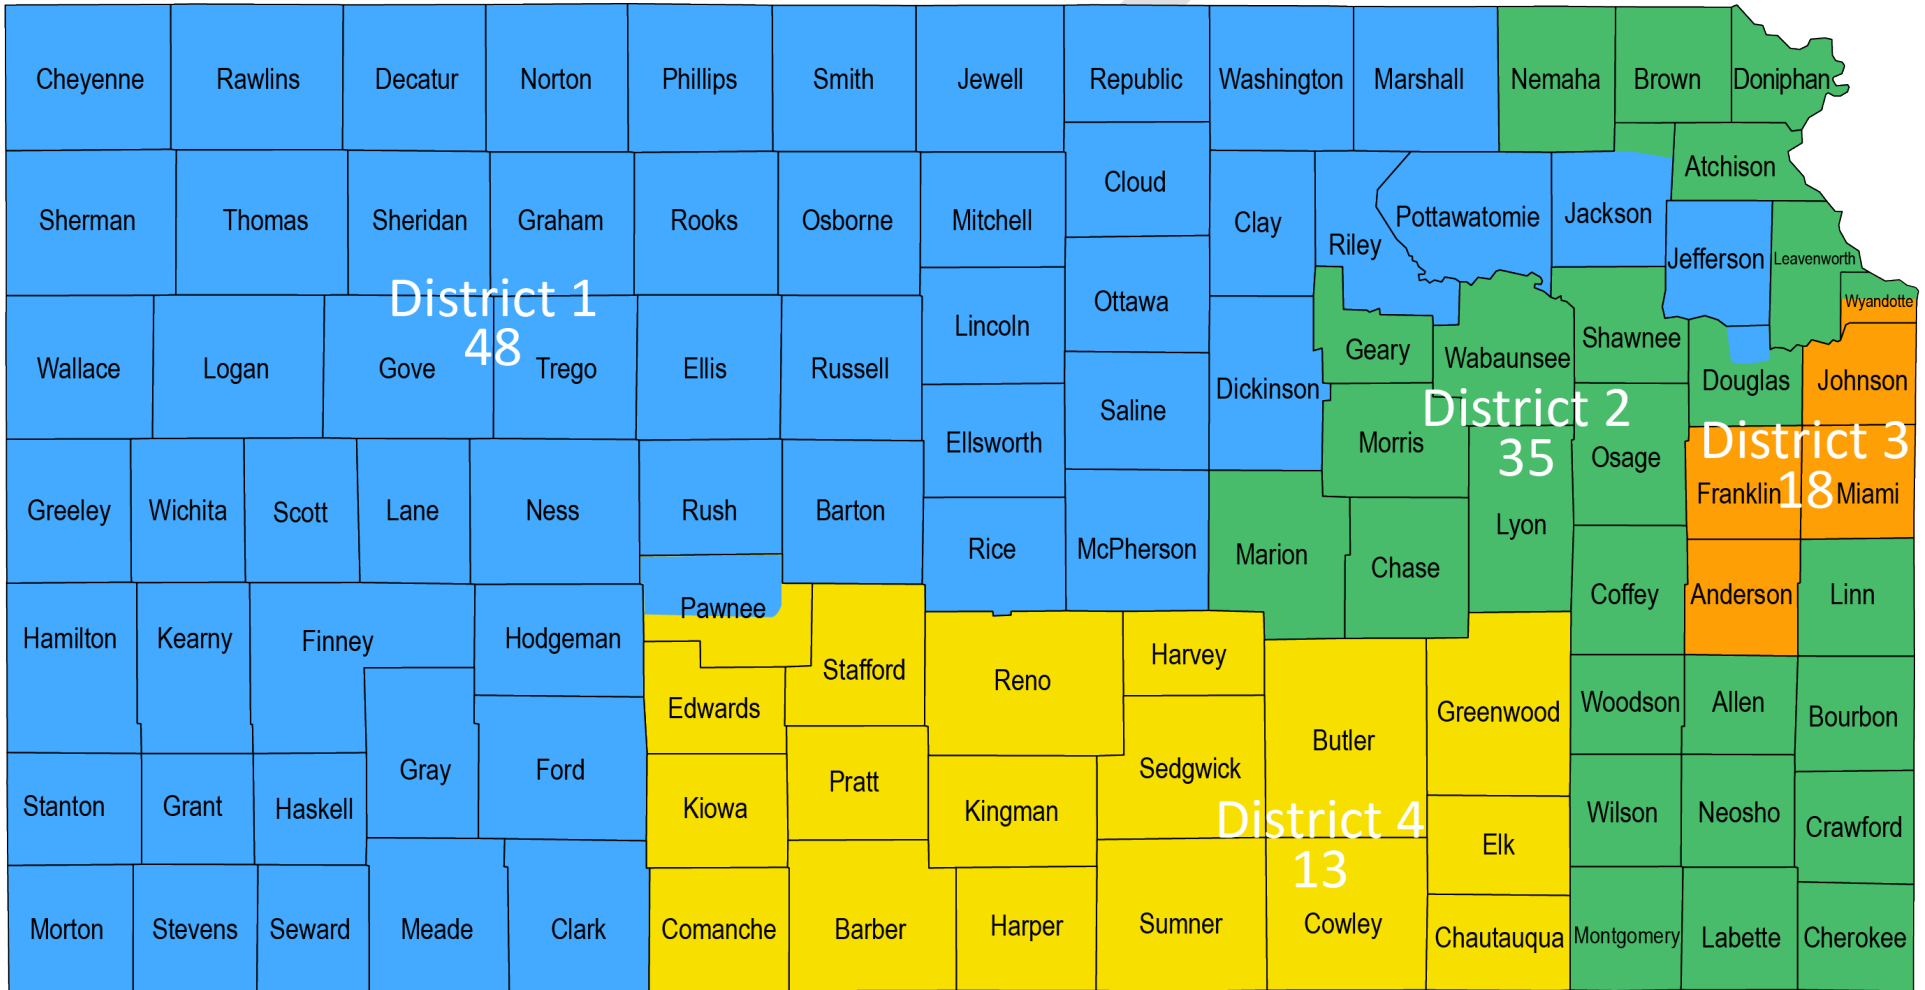 Cheyenne
Rawlins
Decatur
Norton
Phillips
Smith
Jewell
Republic
Washington
Marshall
Nemaha
Brown
Doniphan
Cloud
Atchison
Sherman
Thomas
Sheridan
Graham
Rooks
Osborne
Mitchell
Clay
Riley
Pottawatomie
Jackson
Jefferson
Leavenworth
Wyandotte
District 1
48
Ottawa
Lincoln
Wallace
Logan
Gove
Trego
Ellis
Russell
Saline
Dickinson
Geary
Wabaunsee
Shawnee
Douglas
Johnson
District 2
35
District 3
18
Ellsworth
Morris
Osage
Franklin
Miami
Greeley
Wichita
Scott
Lane
Ness
Rush
Barton
Rice
McPherson
Marion
Chase
Lyon
Coffey
Anderson
Linn
Pawnee
Hamilton
Kearny
Finney
Hodgeman
Stafford
Reno
Harvey
Edwards
Greenwood
Woodson
Allen
Bourbon
Butler
Gray
Ford
Pratt
Sedgwick
Stanton
Grant
Haskell
Kiowa
Kingman
District 4
13
Elk
Wilson
Neosho
Crawford
Morton
Stevens
Seward
Meade
Clark
Comanche
Barber
Harper
Sumner
Cowley
Chautauqua
Montgomery
Labette
Cherokee